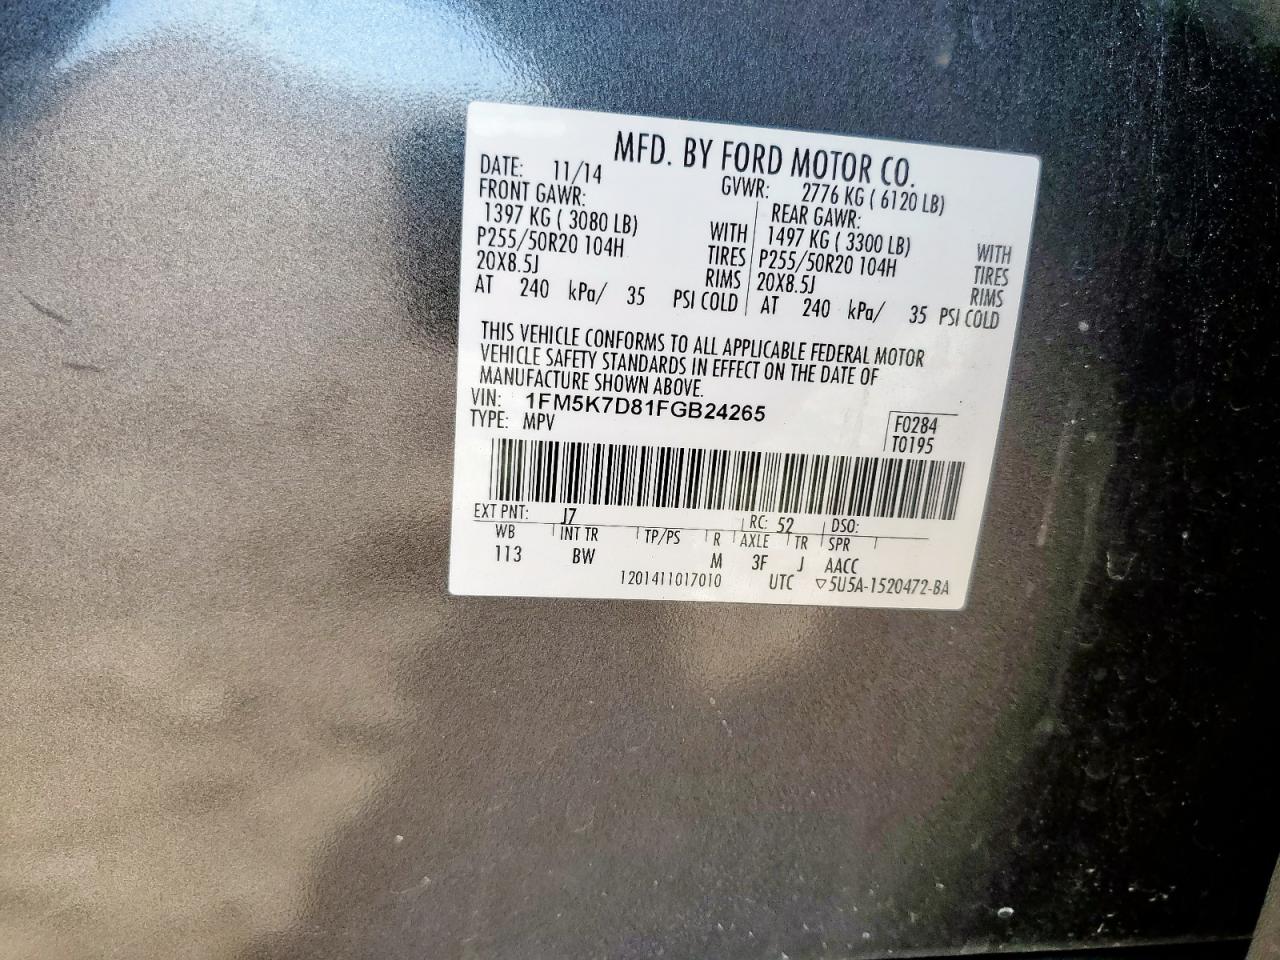 MFD. BY FORD MOTOR CO.
DATE: 11/14 GVWR: 2776 KG ( 6120 LB)
FRONT GAWR: REAR GAWR:
1397 KG ( 3080 LB) WITH 1497 KG ( 3300 LB) WITH
P255/50R20 104H TIRES P255/50R20 104H TIRES
20X8.5J RIMS 20X8.5J RIMS
AT 240 kPa/ 35 PSI COLD AT 240 kPa/ 35 PSI COLD
THIS VEHICLE CONFORMS TO ALL APPLICABLE FEDERAL MOTOR
VEHICLE SAFETY STANDARDS IN EFFECT ON THE DATE OF
MANUFACTURE SHOWN ABOVE.
VIN: 1FM5K7D81FGB24265
TYPE: MPV
F0284
T0195
EXT PNT: J7 RC: 52 DSO:
WB INT TR TP/PS R AXLE TR SPR
113 BW M 3F J AACC
1201411017010 UTC ▽5U5A-1520472-BA